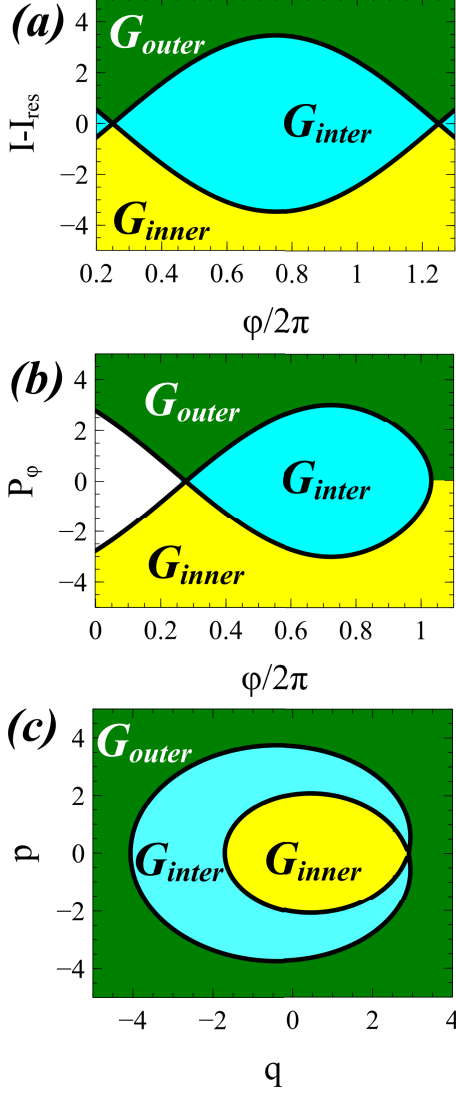 (a)
G_outer
G_inter
G_inner
I-I_res
4
2
0
−2
−4
0.2
0.4
0.6
0.8
1
1.2
φ/2π
(b)
G_outer
G_inter
G_inner
P_φ
4
2
0
−2
−4
0
0.2
0.4
0.6
0.8
1
φ/2π
(c)
G_outer
G_inter
G_inner
p
4
2
0
−2
−4
−4
−2
0
2
4
q